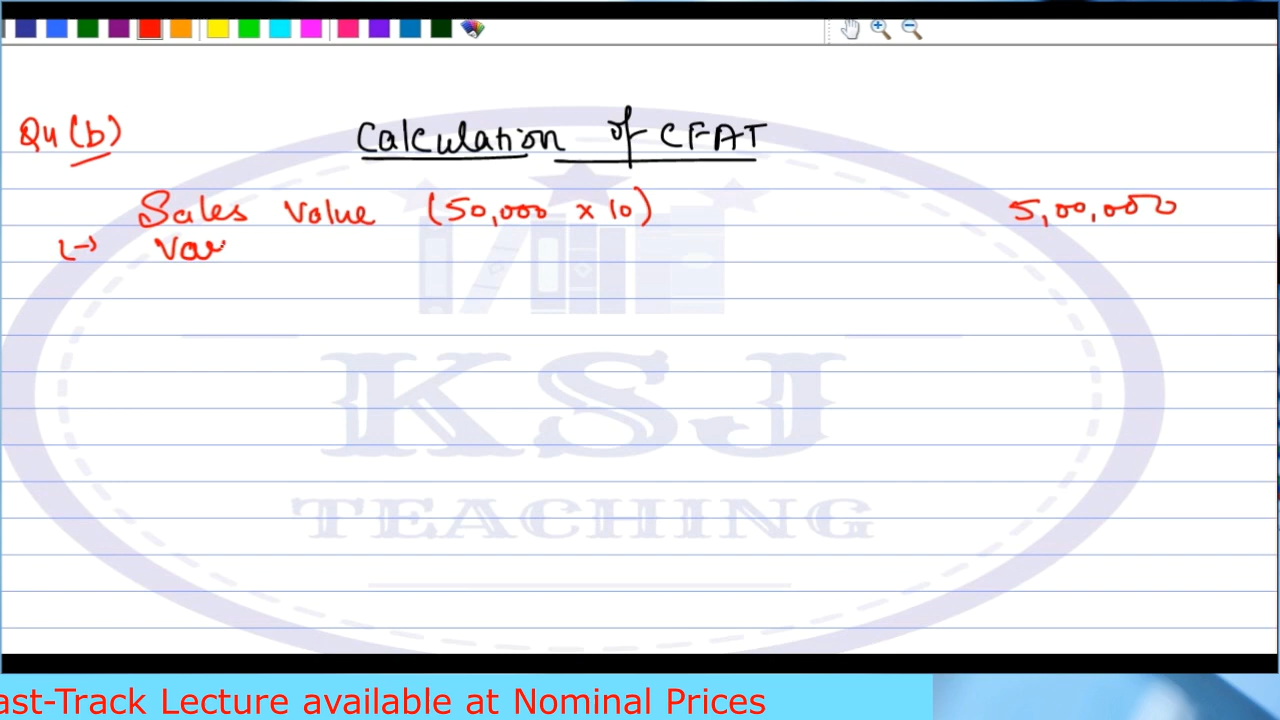 Q4 (b) Calculation of CFAT
Sales Value (50,000 x 10) 5,00,000
(-) Var
KSJ
TEACHING
ast-Track Lecture available at Nominal Prices